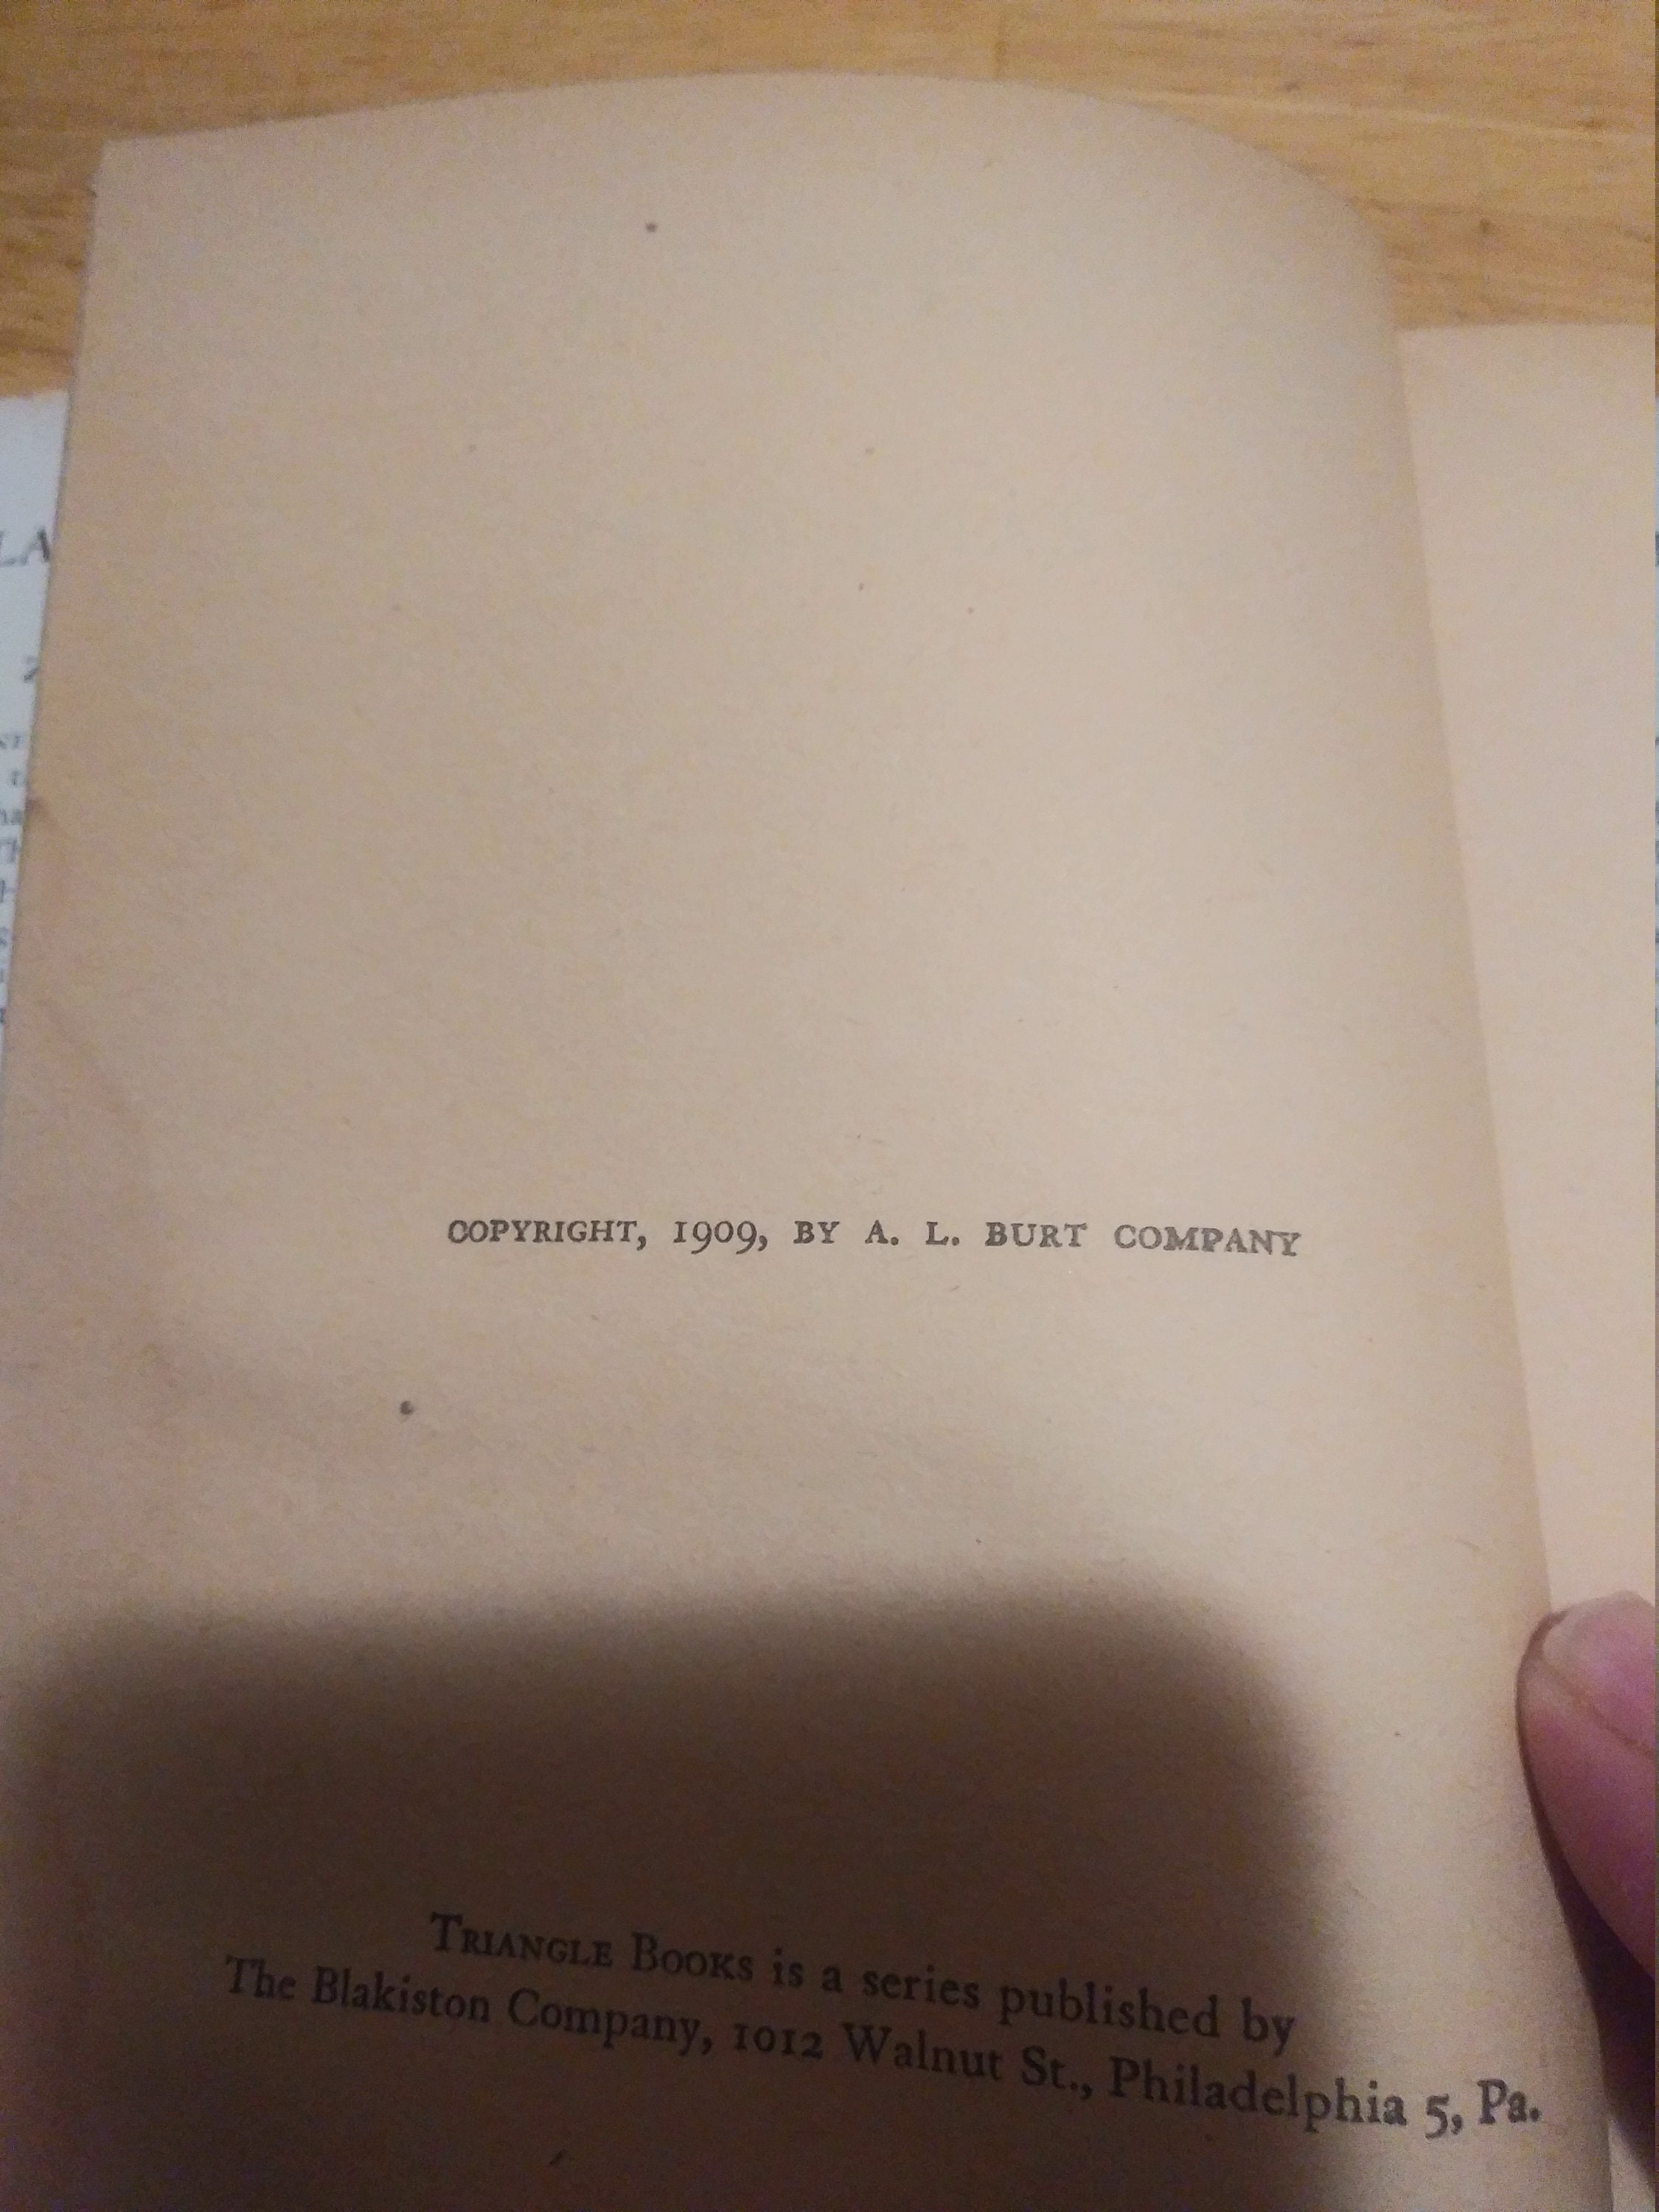 COPYRIGHT, 1909, BY A. L. BURT COMPANY
TRIANGLE BOOKS is a series published by
The Blakiston Company, 1012 Walnut St., Philadelphia 5, Pa.